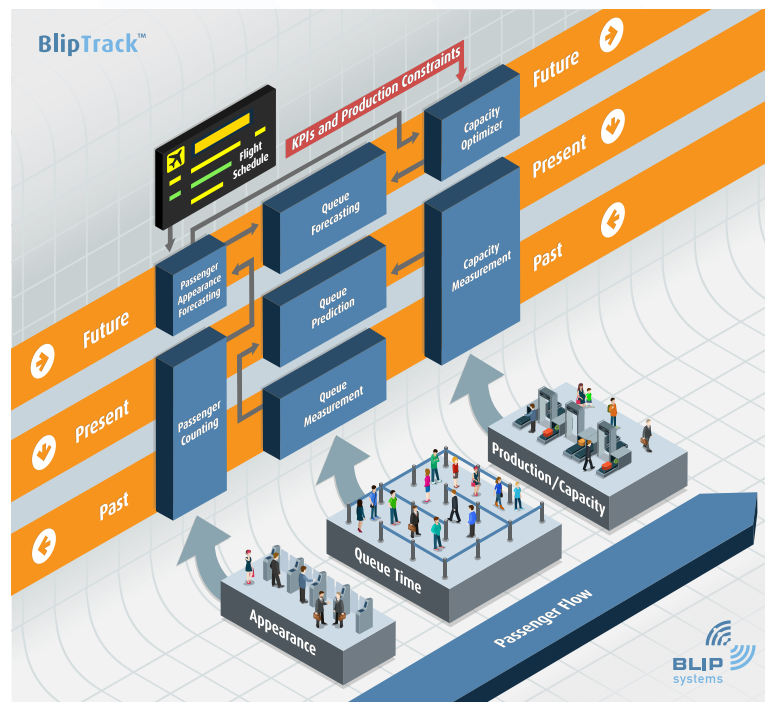 BlipTrack™
KPIs and Production Constraints
Flight
Schedule
Capacity
Optimizer
Future
Present
Past
Queue
Forecasting
Capacity
Measurement
Passenger
Appearance
Forecasting
Queue
Prediction
Passenger
Counting
Queue
Measurement
Future
Present
Past
Production/Capacity
Queue Time
Appearance
Passenger Flow
BLIP
systems